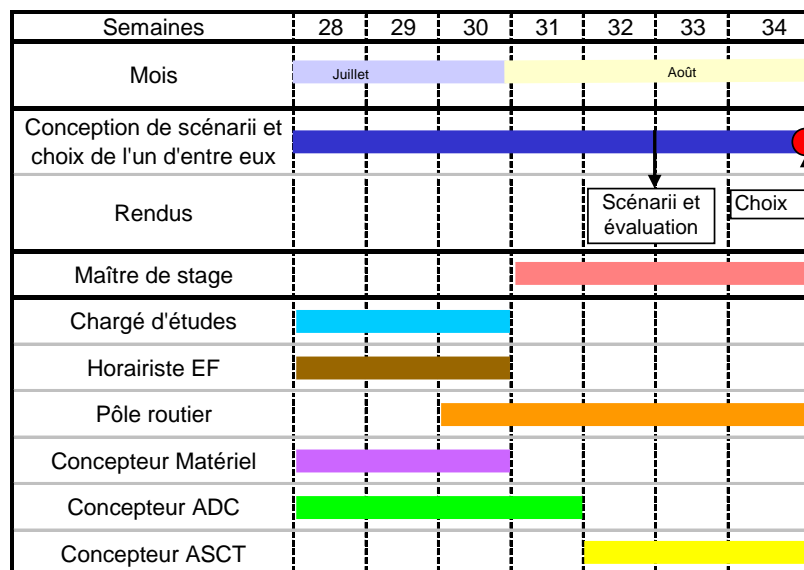 Semaines 28 29 30 31 32 33 34
Mois Juillet Août
Conception de scénarii et
choix de l'un d'entre eux
Rendus
Scénarii et
évaluation
Choix
Maître de stage
Chargé d'études
Horairiste EF
Pôle routier
Concepteur Matériel
Concepteur ADC
Concepteur ASCT